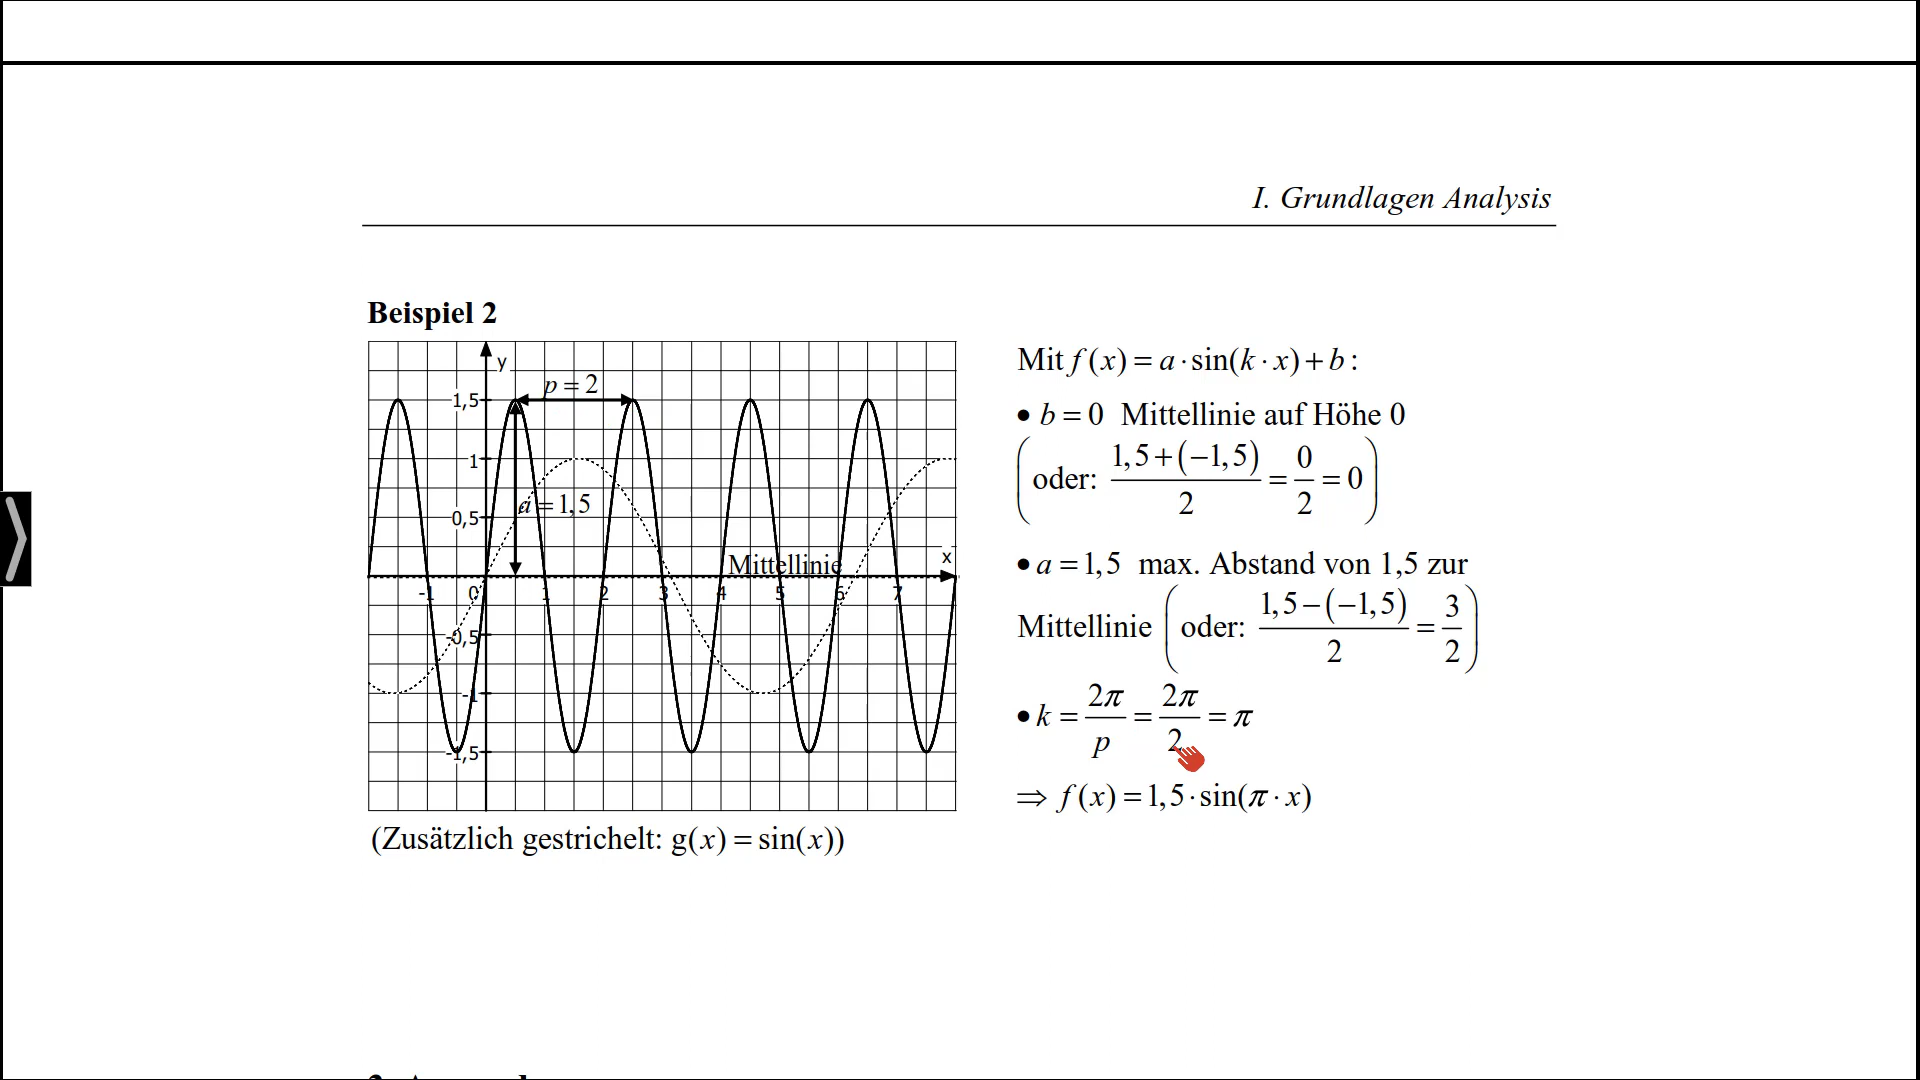 I. Grundlagen Analysis
Beispiel 2
y
p = 2
1,5
1
a = 1,5
0,5
Mittellinie
x
-1 0 1 2 3 4 5 6 7
-0,5
-1
-1,5
(Zusätzlich gestrichelt: g(x) = sin(x))
Mit f(x) = a · sin(k · x) + b :
• b = 0 Mittellinie auf Höhe 0
(oder: (1,5 + (−1,5))/2 = 0/2 = 0)
• a = 1,5 max. Abstand von 1,5 zur
Mittellinie (oder: (1,5 − (−1,5))/2 = 3/2)
• k = 2π/p = 2π/2 = π
⇒ f(x) = 1,5 · sin(π · x)